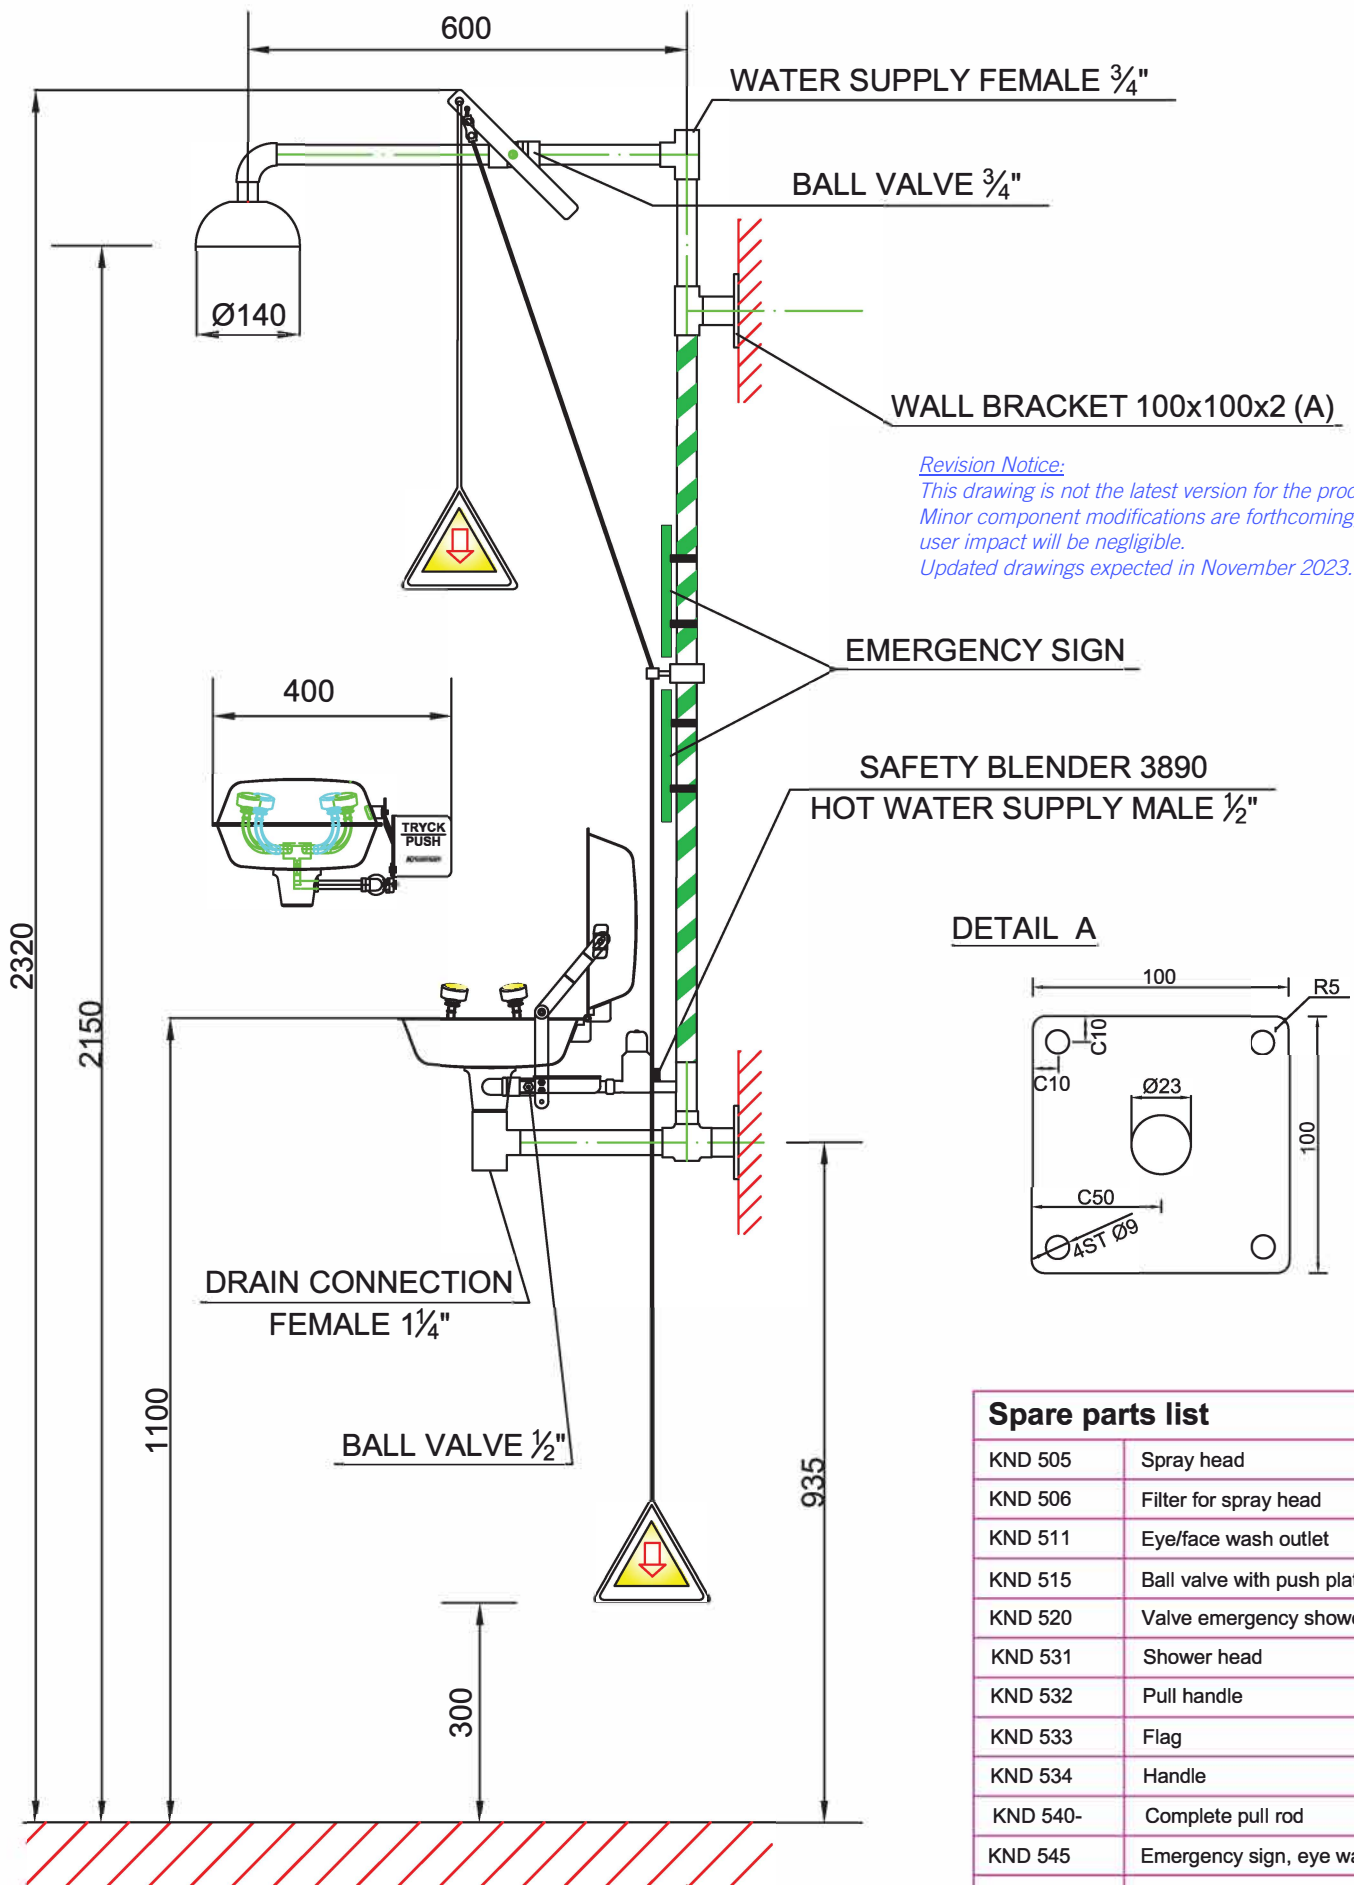 600
WATER SUPPLY FEMALE ¾"
BALL VALVE ¾"
Ø140
WALL BRACKET 100x100x2 (A)
Revision Notice:
This drawing is not the latest version for the
Minor component modifications are forthcoming
user impact will be negligible.
Updated drawings expected in November 2023.
EMERGENCY SIGN
400
SAFETY BLENDER 3890
HOT WATER SUPPLY MALE ½"
TRYCK
PUSH
2320
2150
1100
DETAIL A
100
R5
C10
C10
Ø23
100
C50
4ST Ø9
DRAIN CONNECTION
FEMALE 1¼"
BALL VALVE ½"
935
300
Spare parts list
KND 505 Spray head
KND 506 Filter for spray head
KND 511 Eye/face wash outlet
KND 515 Ball valve with push
KND 520 Valve emergency
KND 531 Shower head
KND 532 Pull handle
KND 533 Flag
KND 534 Handle
KND 540- Complete pull rod
KND 545 Emergency sign, eye